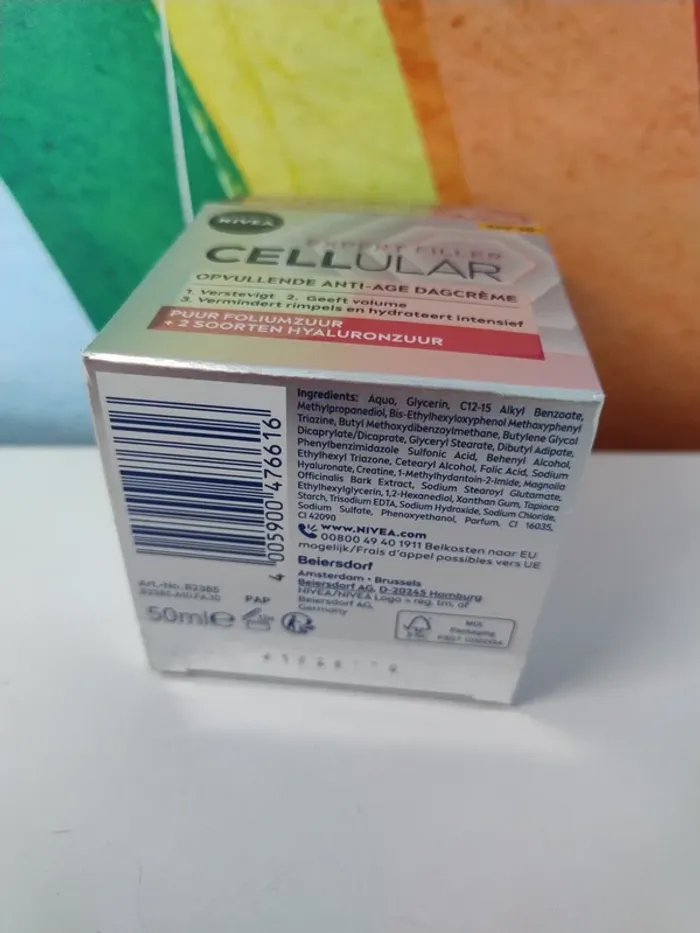 NIVEA
EXPERT FILLER
CELLULAR
OPVULLENDE ANTI-AGE DAGCRÈME
1. Verstevigt 2. Geeft volume
3. Vermindert rimpels en hydrateert intensief
PUUR FOLIUMZUUR
+ 2 SOORTEN HYALURONZUUR
Ingredients: Aqua, Glycerin, C12-15 Alkyl Benzoate,
Methylpropanediol, Bis-Ethylhexyloxyphenol Methoxyphenyl
Triazine, Butyl Methoxydibenzoylmethane, Butylene Glycol
Dicaprylate/Dicaprate, Glyceryl Stearate, Dibutyl Adipate,
Phenylbenzimidazole Sulfonic Acid, Behenyl Alcohol,
Ethylhexyl Triazone, Cetearyl Alcohol, Folic Acid, Sodium
Hyaluronate, Creatine, 1-Methylhydantoin-2-Imide, Magnolia
Officinalis Bark Extract, Sodium Stearoyl Glutamate,
Ethylhexylglycerin, 1,2-Hexanediol, Xanthan Gum, Tapioca
Starch, Trisodium EDTA, Sodium Hydroxide, Sodium Chloride,
Sodium Sulfate, Phenoxyethanol, Parfum, CI 16035,
CI 42090
www.NIVEA.com
00800 49 40 1911 Belkosten naar EU
mogelijk/Frais d'appel possibles vers UE
Beiersdorf
Amsterdam • Brussels
Beiersdorf AG, D-20245 Hamburg
NIVEA/NIVEA Logo = reg. tm. of
Beiersdorf AG,
Germany
4 005900 476616
Art.-No. 82385
PAP
50ml e
FSC
MIX
Packaging